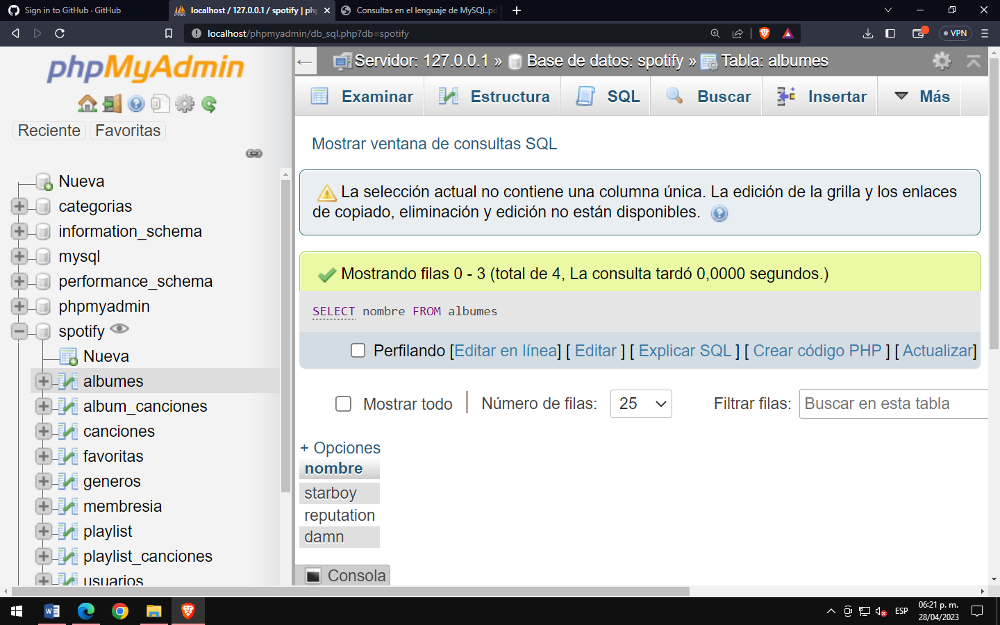 Sign in to GitHub · GitHub
localhost / 127.0.0.1 / spotify | php
Consultas en el lenguaje de MySQL.pd
localhost/phpmyadmin/db_sql.php?db=spotify
VPN
phpMyAdmin
Reciente
Favoritas
Nueva
categorias
information_schema
mysql
performance_schema
phpmyadmin
spotify
Nueva
albumes
album_canciones
canciones
favoritas
generos
membresia
playlist
playlist_canciones
usuarios
Servidor: 127.0.0.1 » Base de datos: spotify » Tabla: albumes
Examinar
Estructura
SQL
Buscar
Insertar
Más
Mostrar ventana de consultas SQL
La selección actual no contiene una columna única. La edición de la grilla y los enlaces
de copiado, eliminación y edición no están disponibles.
Mostrando filas 0 - 3 (total de 4, La consulta tardó 0,0000 segundos.)
SELECT nombre FROM albumes
Perfilando [Editar en línea] [ Editar ] [ Explicar SQL ] [ Crear código PHP ] [ Actualizar]
Mostrar todo
Número de filas:
25
Filtrar filas:
Buscar en esta tabla
+ Opciones
nombre
starboy
reputation
damn
Consola
ESP
06:21 p. m.
28/04/2023